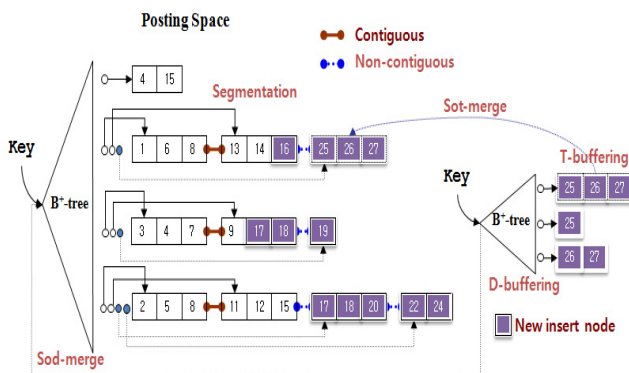 Posting Space
Contiguous
Non-contiguous
4 15
Segmentation
Sot-merge
1 6 8 13 14 16 25 26 27
Key
B+-tree
T-buffering
Key
25 26 27
B+-tree
25
3 4 7 9 17 18 19
26 27
D-buffering
2 5 8 11 12 15 17 18 20 22 24
New insert node
Sod-merge